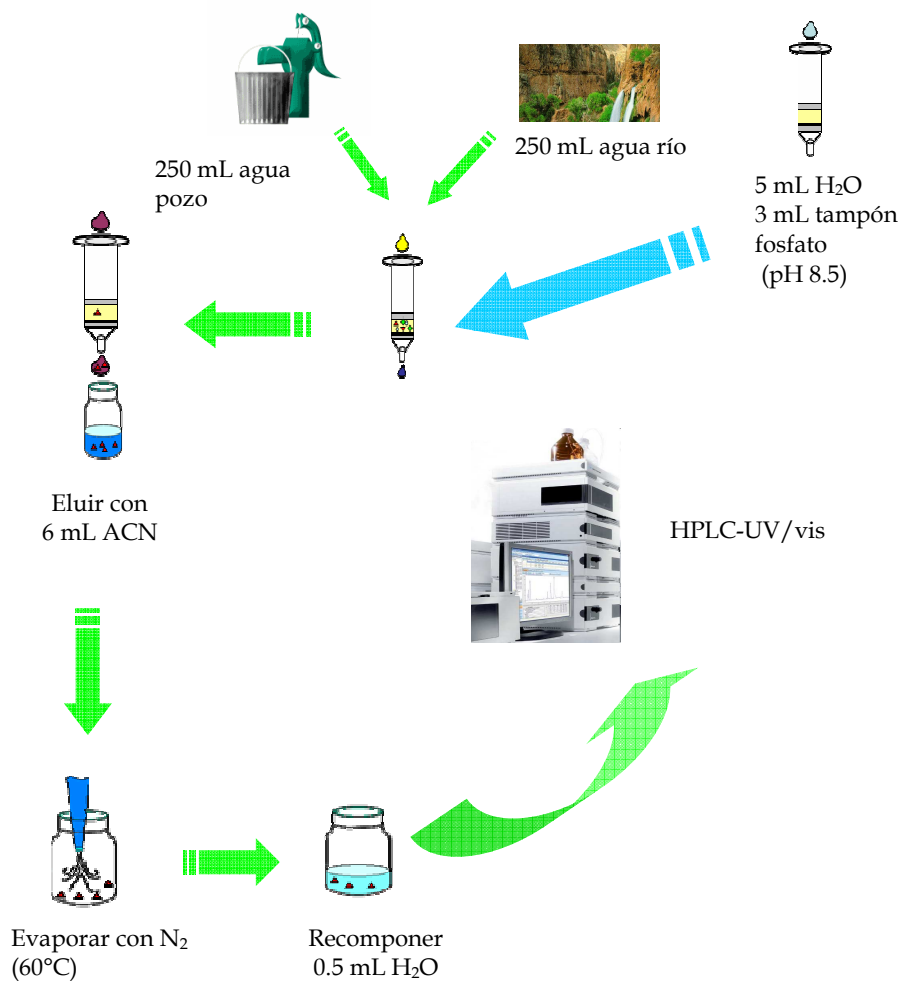 250 mL agua
pozo
250 mL agua río
5 mL H₂O
3 mL tampón
fosfato
(pH 8.5)
Eluir con
6 mL ACN
HPLC-UV/vis
Evaporar con N₂
(60°C)
Recomponer
0.5 mL H₂O